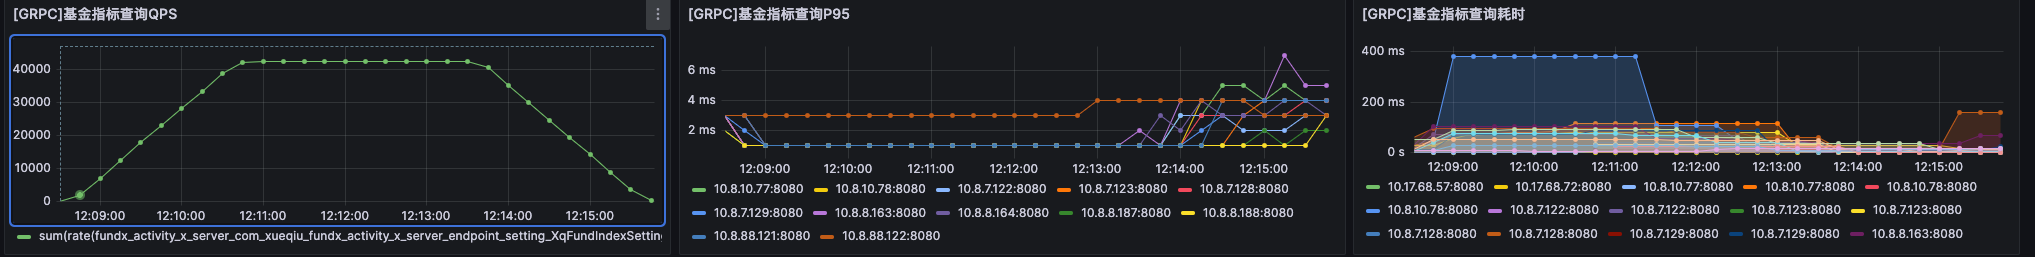 [GRPC]基金指标查询QPS
40000
30000
20000
10000
0
12:09:00 12:10:00 12:11:00 12:12:00 12:13:00 12:14:00 12:15:00
sum(rate(fundx_activity_x_server_com_xueqiu_fundx_activity_x_server_endpoint_setting_XqFundIndexSetting
[GRPC]基金指标查询P95
6 ms
4 ms
2 ms
12:09:00 12:10:00 12:11:00 12:12:00 12:13:00 12:14:00 12:15:00
10.8.10.77:8080 10.8.10.78:8080 10.8.7.122:8080 10.8.7.123:8080 10.8.7.128:8080
10.8.7.129:8080 10.8.8.163:8080 10.8.8.164:8080 10.8.8.187:8080 10.8.8.188:8080
10.8.88.121:8080 10.8.88.122:8080
[GRPC]基金指标查询耗时
400 ms
200 ms
0 s
12:09:00 12:10:00 12:11:00 12:12:00 12:13:00 12:14:00 12:15:00
10.17.68.57:8080 10.17.68.72:8080 10.8.10.77:8080 10.8.10.77:8080 10.8.10.78:8080
10.8.10.78:8080 10.8.7.122:8080 10.8.7.122:8080 10.8.7.123:8080 10.8.7.123:8080
10.8.7.128:8080 10.8.7.128:8080 10.8.7.129:8080 10.8.7.129:8080 10.8.8.163:8080